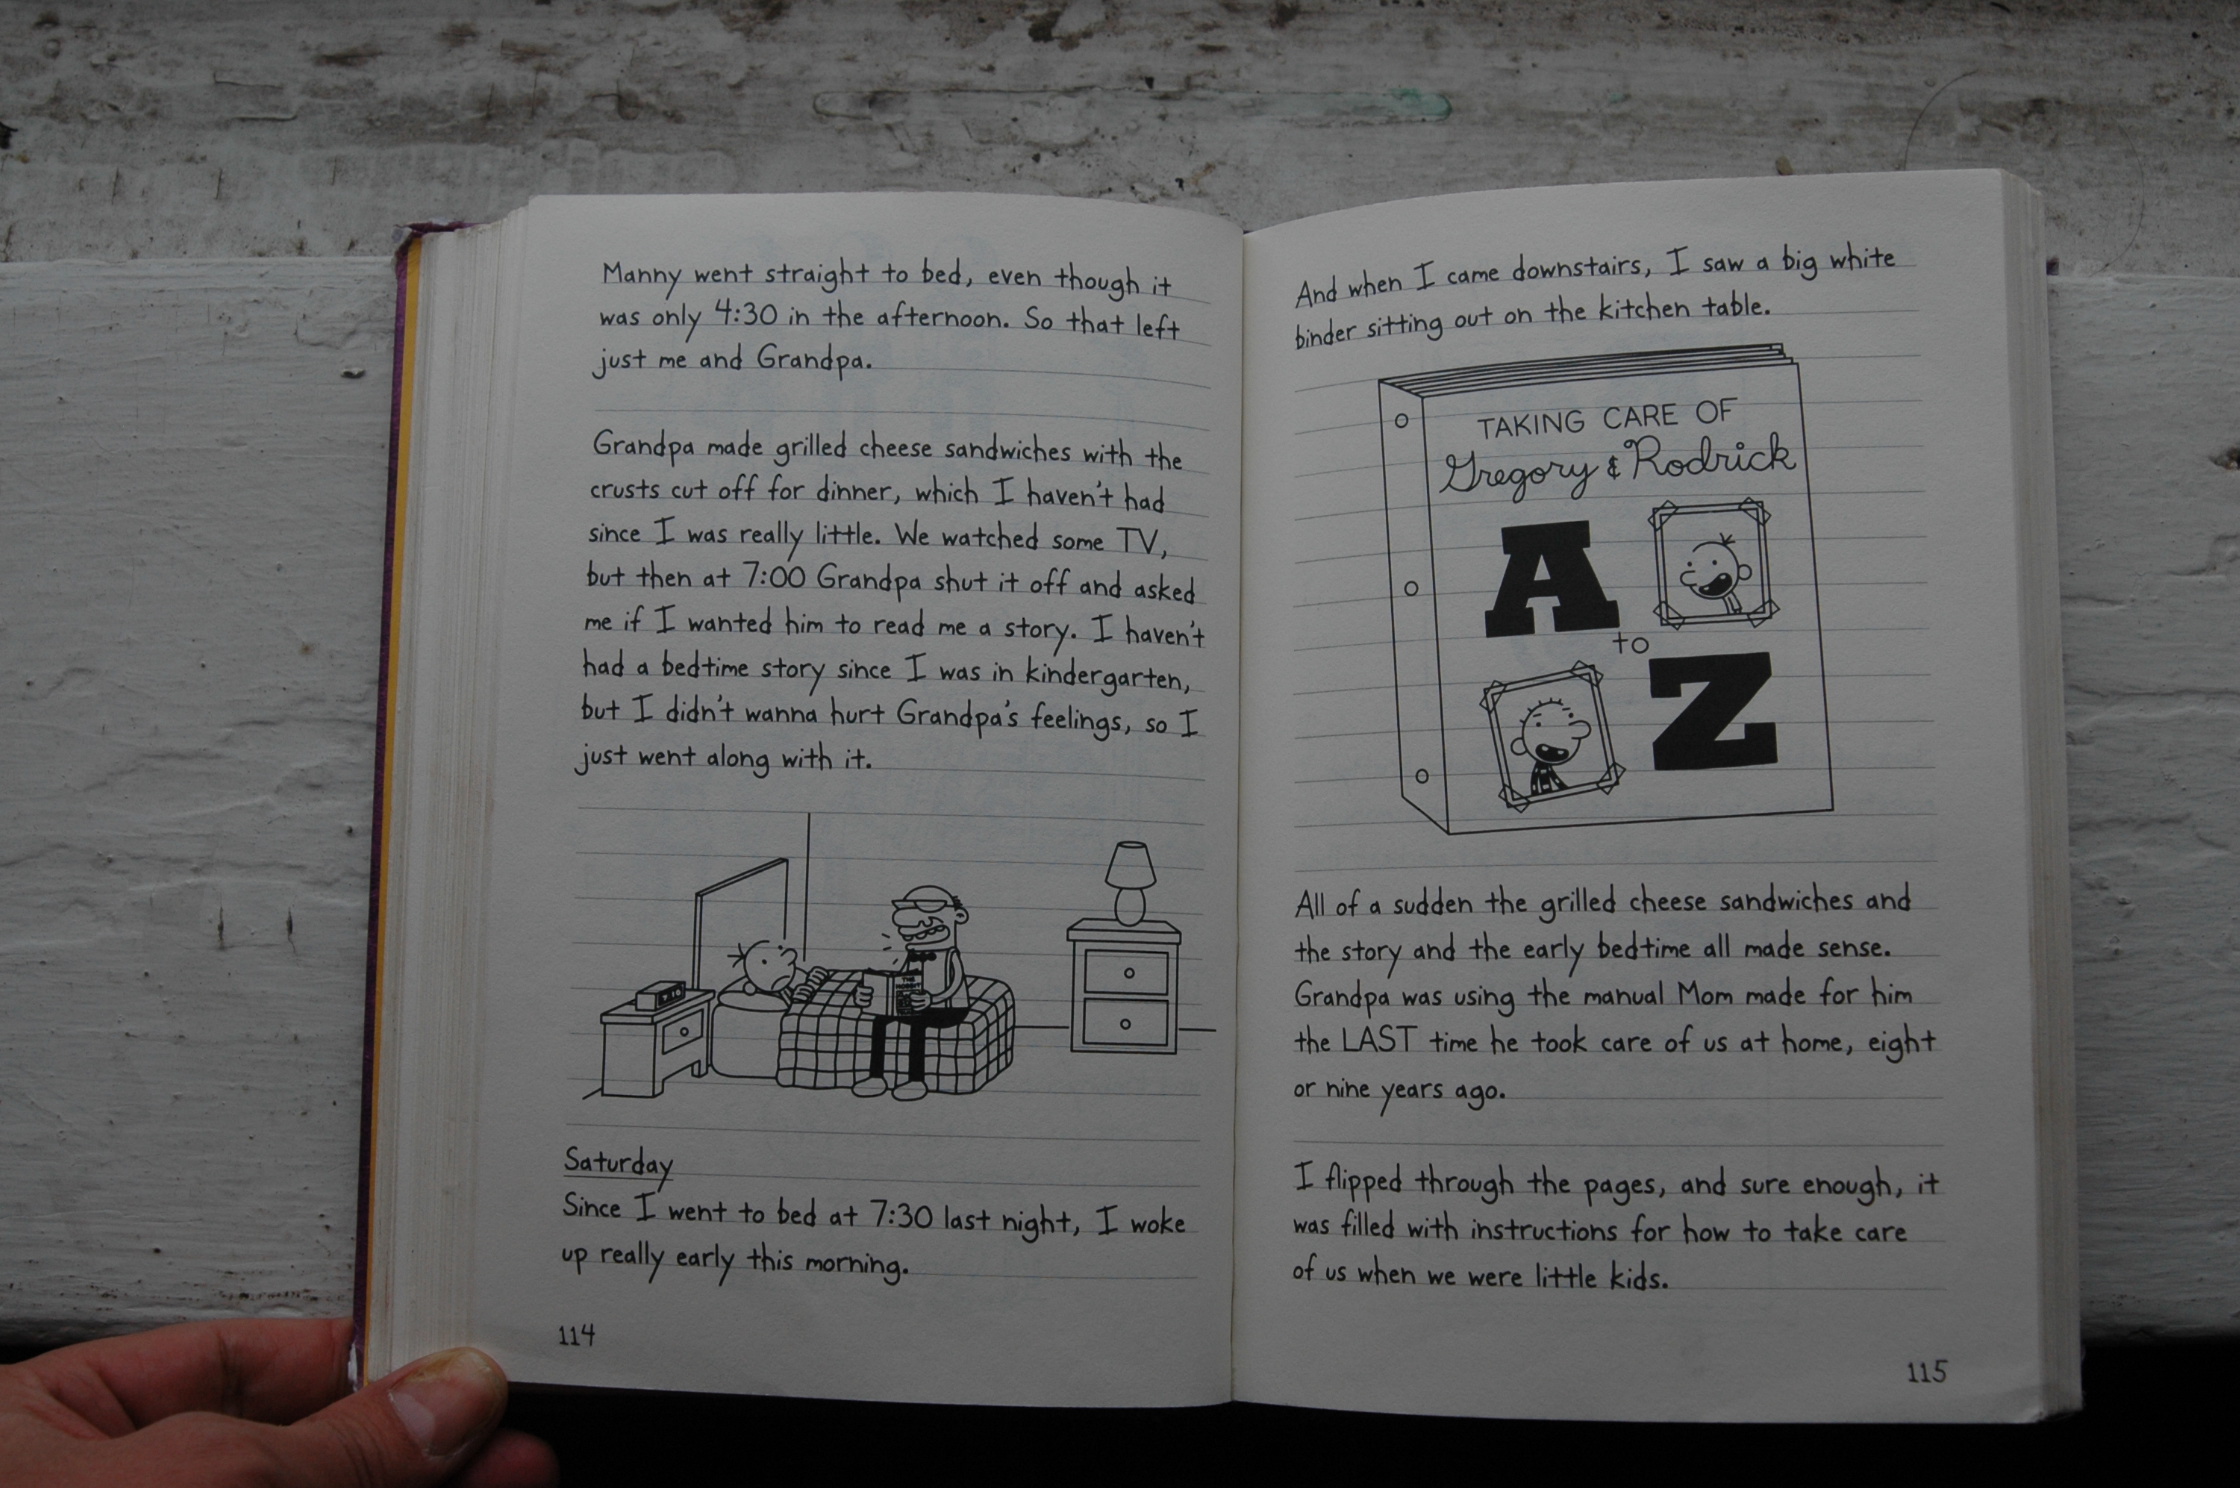 Manny went straight to bed, even though it
was only 4:30 in the afternoon. So that left
just me and Grandpa.
Grandpa made grilled cheese sandwiches with the
crusts cut off for dinner, which I haven't had
since I was really little. We watched some TV,
but then at 7:00 Grandpa shut it off and asked
me if I wanted him to read me a story. I haven't
had a bedtime story since I was in kindergarten,
but I didn't wanna hurt Grandpa's feelings, so I
just went along with it.
Saturday
Since I went to bed at 7:30 last night, I woke
up really early this morning.
114
And when I came downstairs, I saw a big white
binder sitting out on the kitchen table.
TAKING CARE OF
Gregory & Rodrick
A
to
Z
All of a sudden the grilled cheese sandwiches and
the story and the early bedtime all made sense.
Grandpa was using the manual Mom made for him
the LAST time he took care of us at home, eight
or nine years ago.
I flipped through the pages, and sure enough, it
was filled with instructions for how to take care
of us when we were little kids.
115